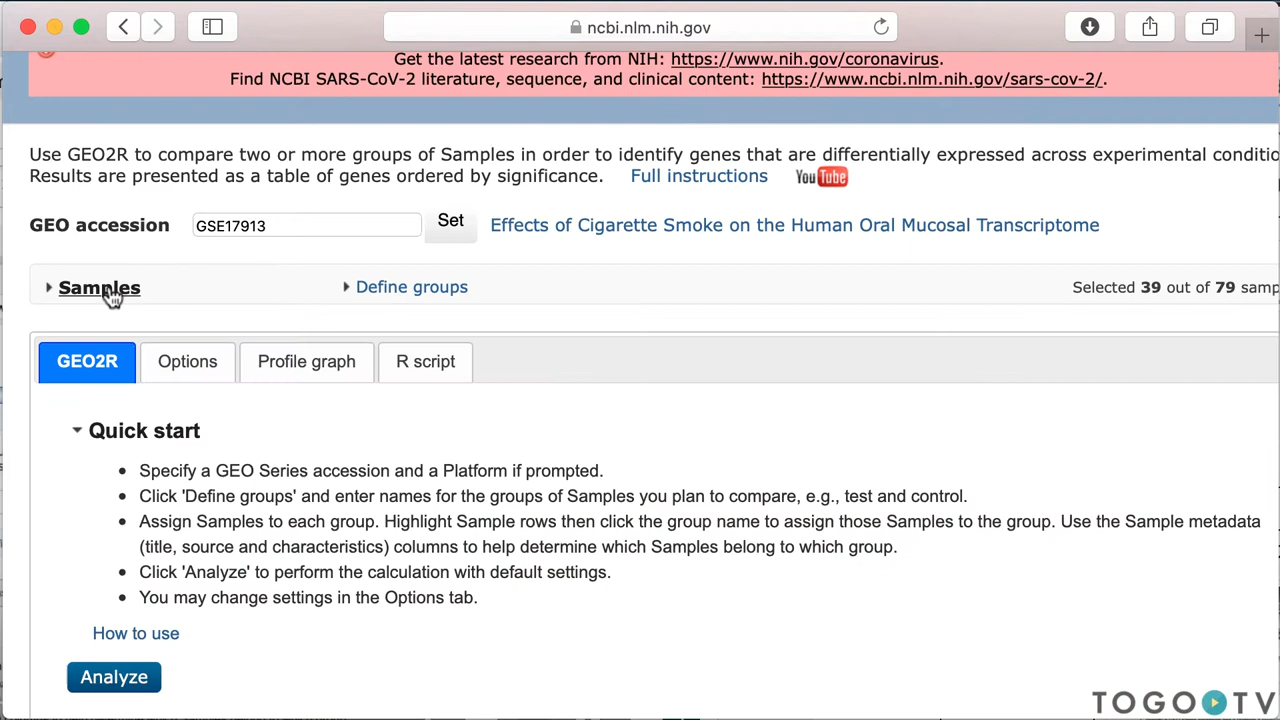 ncbi.nlm.nih.gov
Get the latest research from NIH: https://www.nih.gov/coronavirus.
Find NCBI SARS-CoV-2 literature, sequence, and clinical content: https://www.ncbi.nlm.nih.gov/sars-cov-2/.
Use GEO2R to compare two or more groups of Samples in order to identify genes that are differentially expressed across experimental conditio
Results are presented as a table of genes ordered by significance. Full instructions YouTube
GEO accession GSE17913 Set Effects of Cigarette Smoke on the Human Oral Mucosal Transcriptome
Samples Define groups Selected 39 out of 79 samp
GEO2R Options Profile graph R script
Quick start
• Specify a GEO Series accession and a Platform if prompted.
• Click 'Define groups' and enter names for the groups of Samples you plan to compare, e.g., test and control.
• Assign Samples to each group. Highlight Sample rows then click the group name to assign those Samples to the group. Use the Sample metadata
(title, source and characteristics) columns to help determine which Samples belong to which group.
• Click 'Analyze' to perform the calculation with default settings.
• You may change settings in the Options tab.
How to use
Analyze
TOGO TV